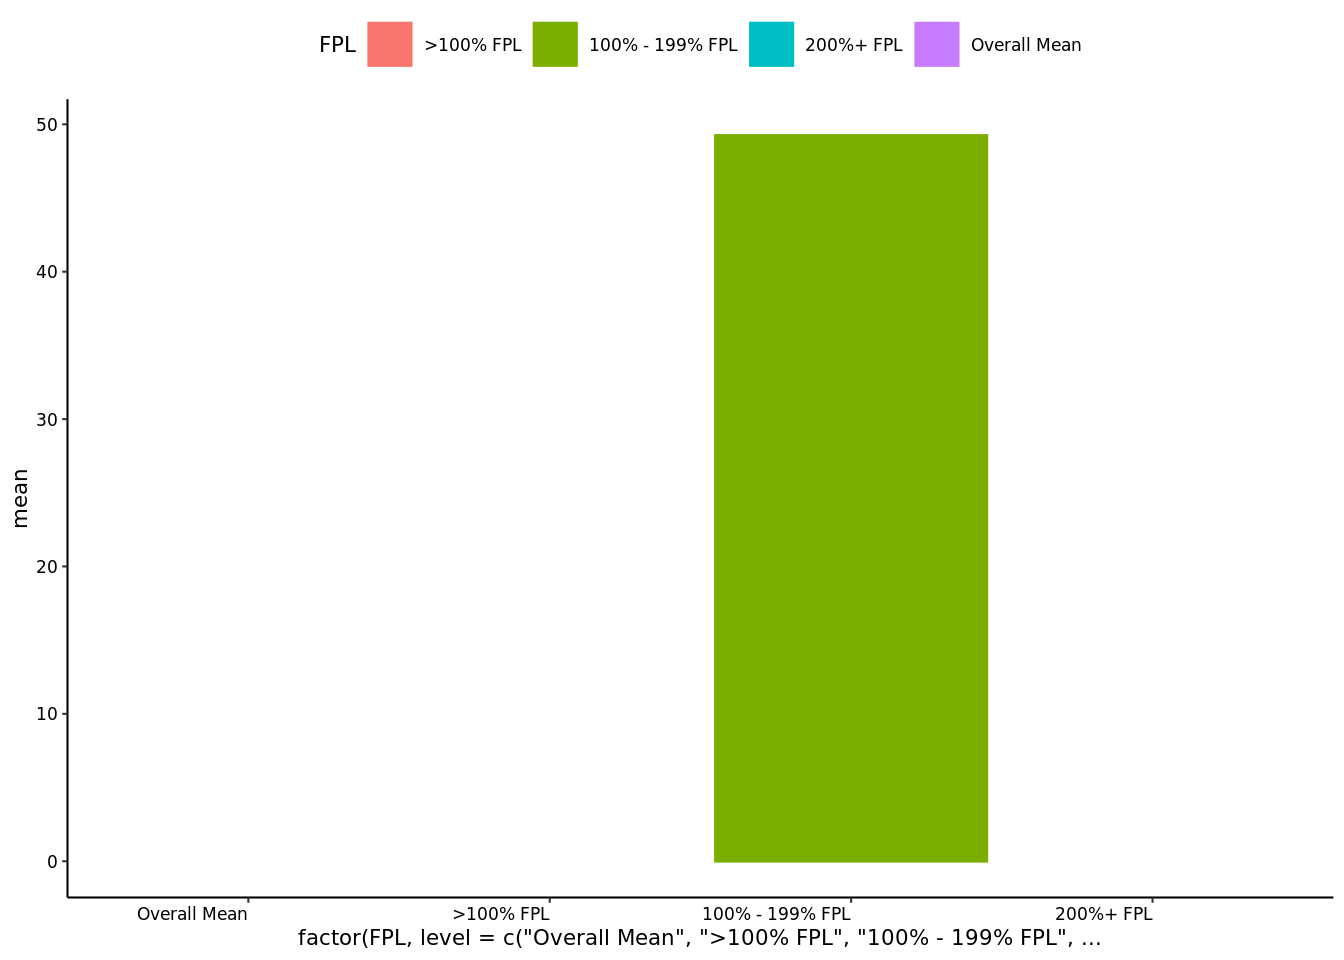 FPL >100% FPL 100% - 199% FPL 200%+ FPL Overall Mean
50
40
30
20
10
0
mean
Overall Mean >100% FPL 100% - 199% FPL 200%+ FPL
factor(FPL, level = c("Overall Mean", ">100% FPL", "100% - 199% FPL", ...